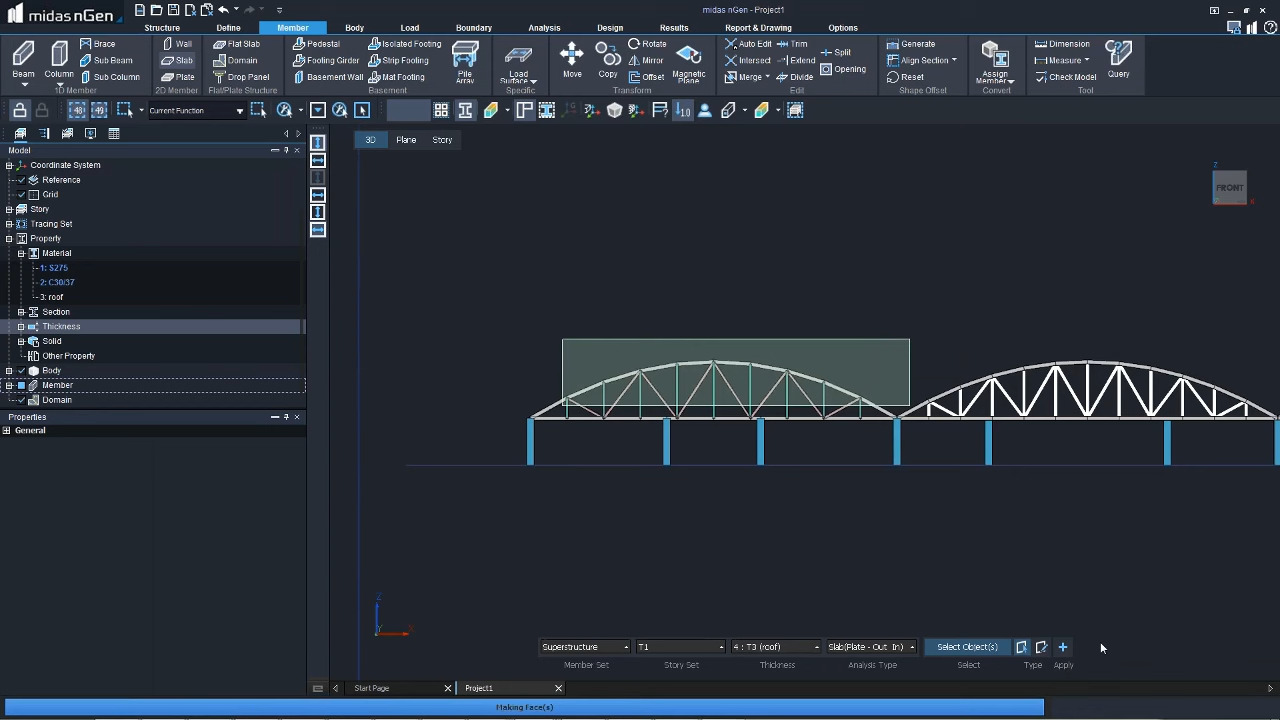 midas nGen
midas nGen - Project1
Structure Define Member Body Load Boundary Analysis Design Results Report & Drawing Options
Beam
Column
Brace
Sub Beam
Sub Column
1D Member
Wall
Slab
Plate
2D Member
Flat Slab
Domain
Drop Panel
Flat/Plate Structure
Pedestal
Footing Girder
Basement Wall
Isolated Footing
Strip Footing
Mat Footing
Pile Array
Basement
Load Surface
Specific
Move
Copy
Rotate
Mirror
Offset
Magnetic Plane
Transform
Auto Edit
Intersect
Merge
Trim
Extend
Divide
Split
Opening
Edit
Generate
Align Section
Reset
Shape Offset
Assign Member
Convert
Dimension
Measure
Check Model
Query
Tool
Current Function
Model
Coordinate System
Reference
Grid
Story
Tracing Set
Property
Material
1: S275
2: C30/37
3: roof
Section
Thickness
Solid
Other Property
Body
Member
Domain
Properties
General
3D Plane Story
Z
FRONT
X
Z
Y
X
Superstructure T1 4 : T3 (roof) Slab(Plate - Out_In) Select Object(s)
Member Set Story Set Thickness Analysis Type Select Type Apply
Start Page Project1
Making Face(s)